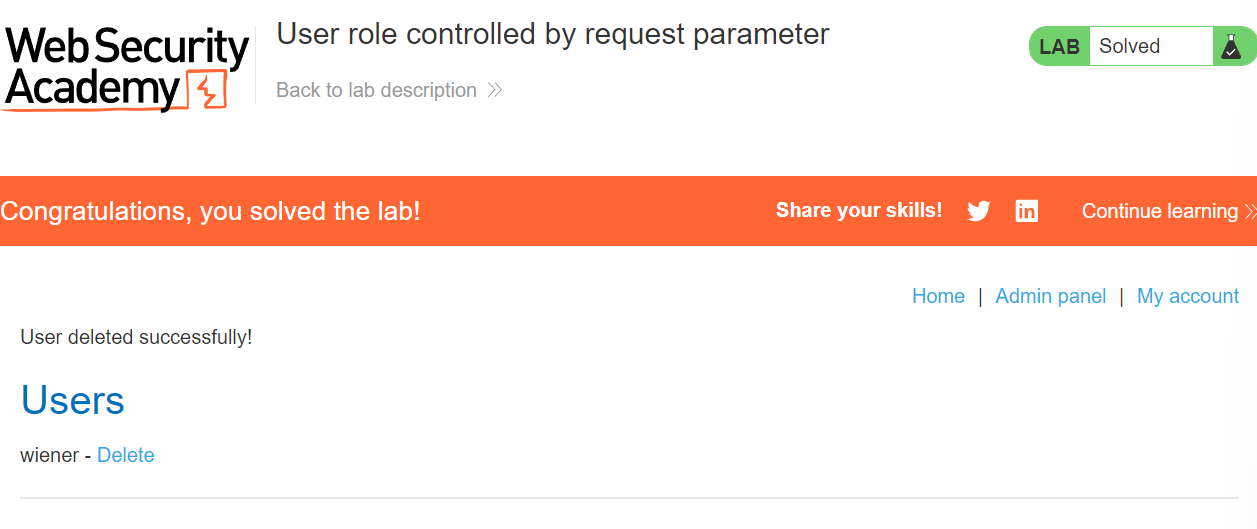 Web Security
Academy
User role controlled by request parameter
Back to lab description
LAB Solved
Congratulations, you solved the lab!
Share your skills!
Continue learning
Home | Admin panel | My account
User deleted successfully!
Users
wiener - Delete